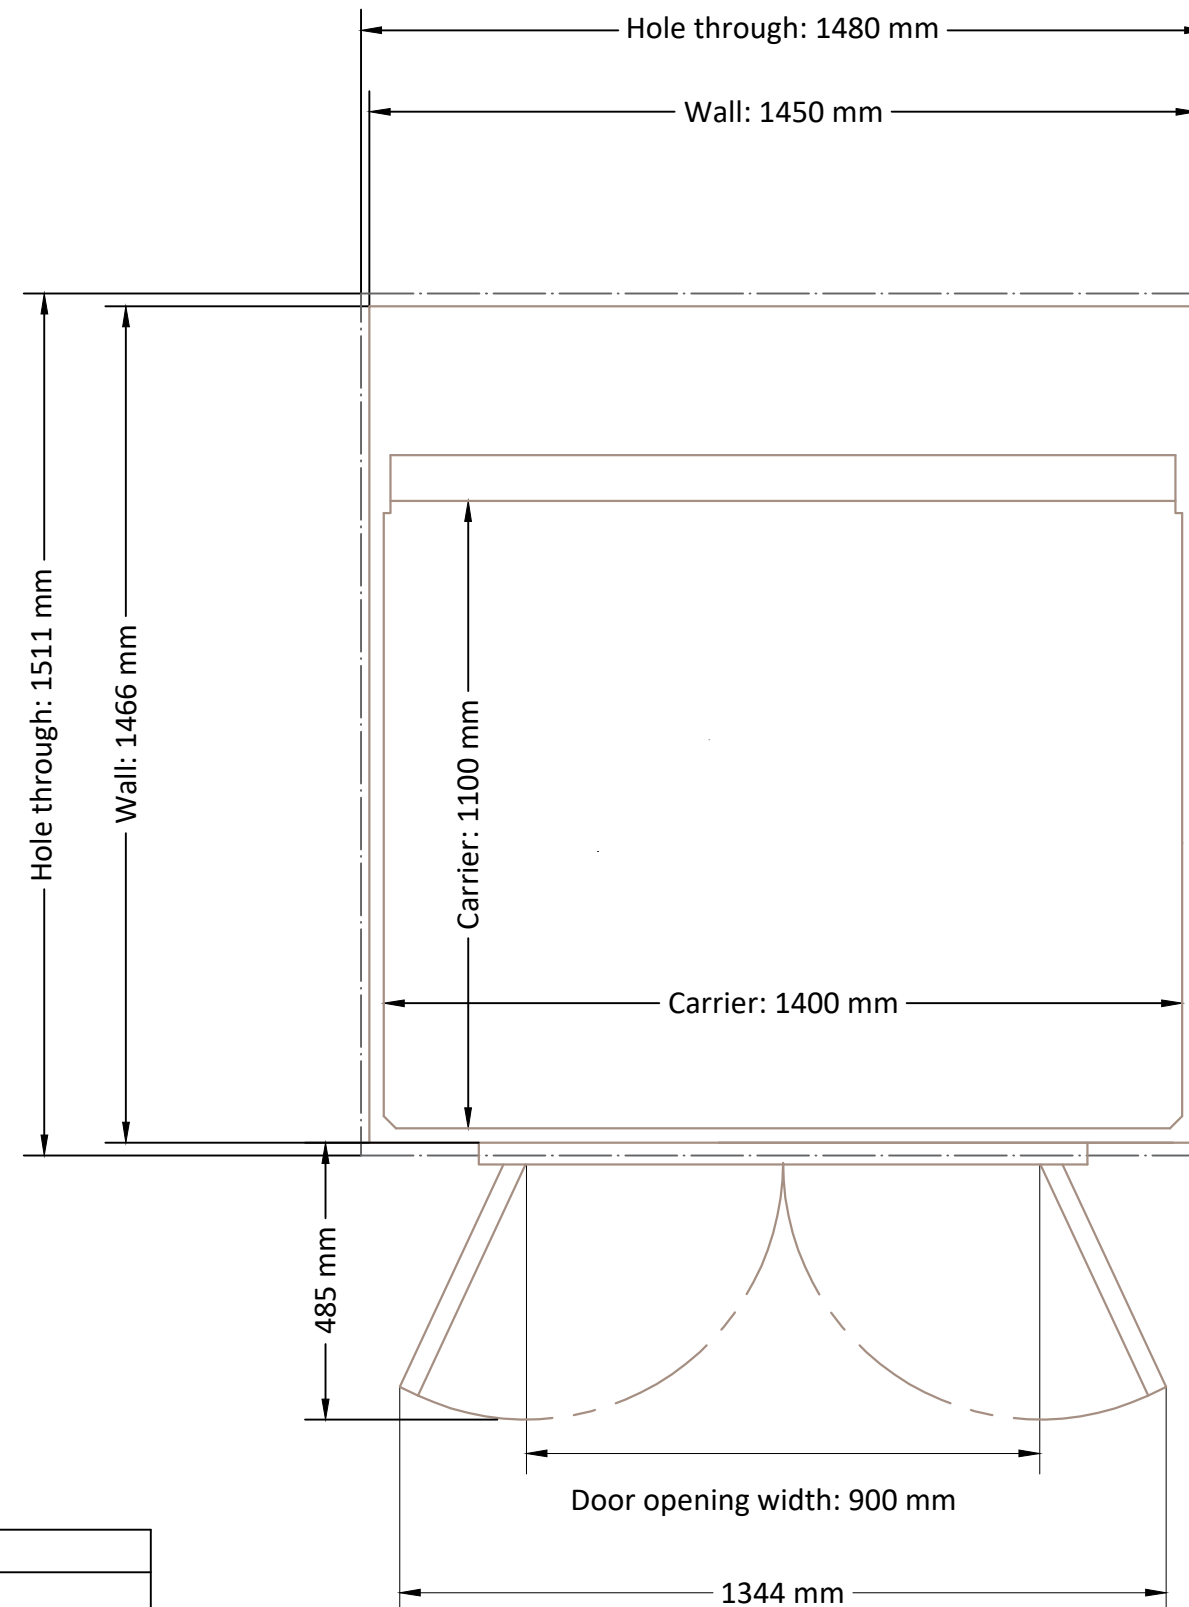 Hole through: 1480 mm
Wall: 1450 mm
Hole through: 1511 mm
Wall: 1466 mm
Carrier: 1100 mm
Carrier: 1400 mm
485 mm
Door opening width: 900 mm
1344 mm